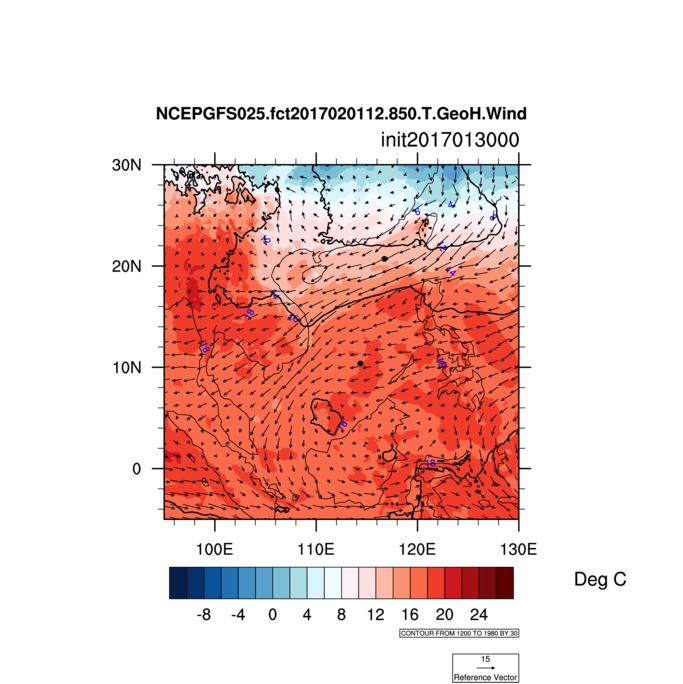 NCEPGFS025.fct2017020112.850.T.GeoH.Wind
init2017013000
30N
20N
10N
0
100E 110E 120E 130E
-8 -4 0 4 8 12 16 20 24
Deg C
CONTOUR FROM 1200 TO 1980 BY 30
15
Reference Vector